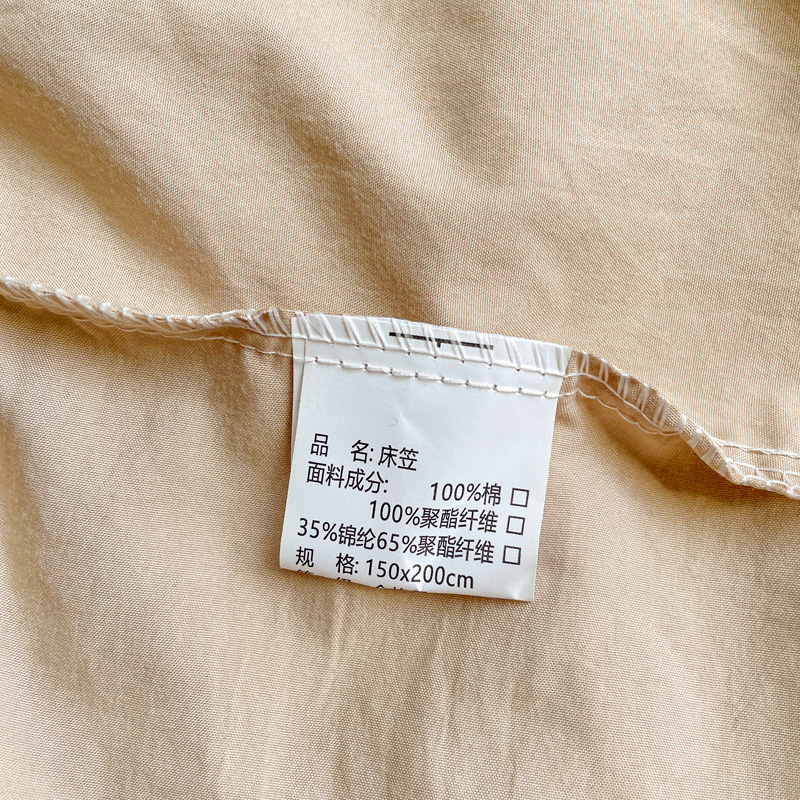 品 名: 床笠
面料成分: 100%棉 □
100%聚酯纤维 □
35%锦纶65%聚酯纤维 □
规 格: 150x200cm